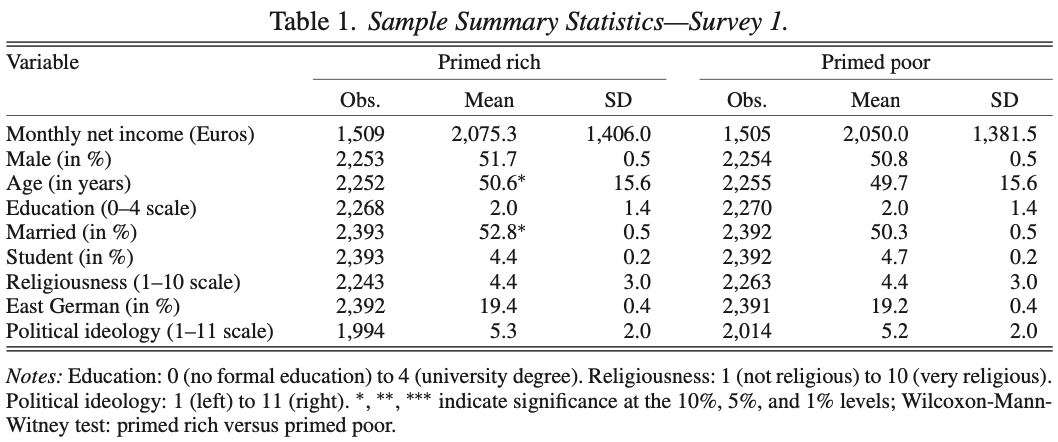 Table 1. Sample Summary Statistics—Survey 1.
Variable Primed rich Primed poor
Obs. Mean SD Obs. Mean SD
Monthly net income (Euros) 1,509 2,075.3 1,406.0 1,505 2,050.0 1,381.5
Male (in %) 2,253 51.7 0.5 2,254 50.8 0.5
Age (in years) 2,252 50.6* 15.6 2,255 49.7 15.6
Education (0–4 scale) 2,268 2.0 1.4 2,270 2.0 1.4
Married (in %) 2,393 52.8* 0.5 2,392 50.3 0.5
Student (in %) 2,393 4.4 0.2 2,392 4.7 0.2
Religiousness (1–10 scale) 2,243 4.4 3.0 2,263 4.4 3.0
East German (in %) 2,392 19.4 0.4 2,391 19.2 0.4
Political ideology (1–11 scale) 1,994 5.3 2.0 2,014 5.2 2.0
Notes: Education: 0 (no formal education) to 4 (university degree). Religiousness: 1 (not religious) to 10 (very religious).
Political ideology: 1 (left) to 11 (right). *, **, *** indicate significance at the 10%, 5%, and 1% levels; Wilcoxon-Mann-
Witney test: primed rich versus primed poor.